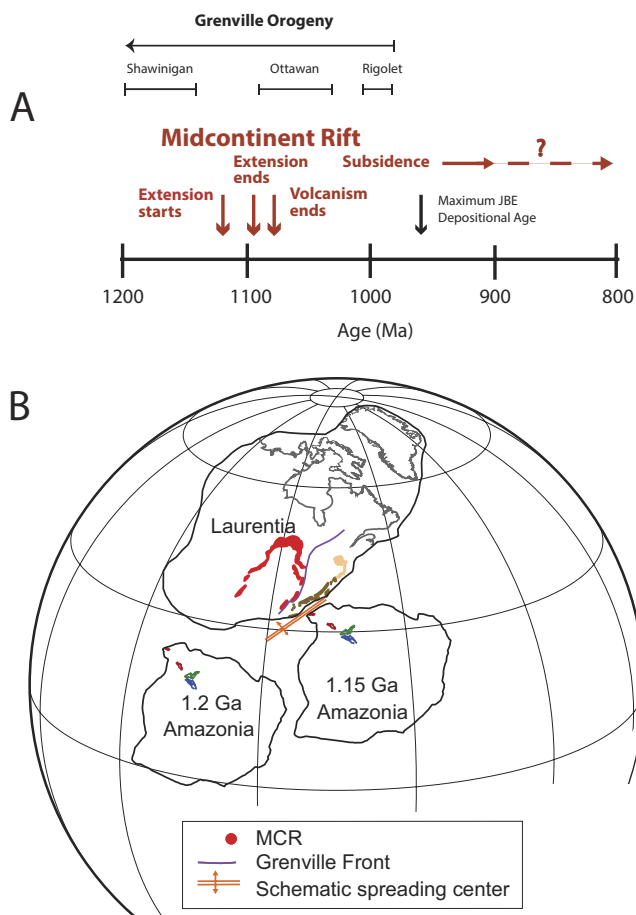 Grenville Orogeny
Shawinigan
Ottawan
Rigolet
A
Midcontinent Rift
Extension
ends
Subsidence
?
Extension
starts
Volcanism
ends
Maximum JBE
Depositional Age
1200
1100
1000
900
800
Age (Ma)
B
Laurentia
1.2 Ga
Amazonia
1.15 Ga
Amazonia
MCR
Grenville Front
Schematic spreading center